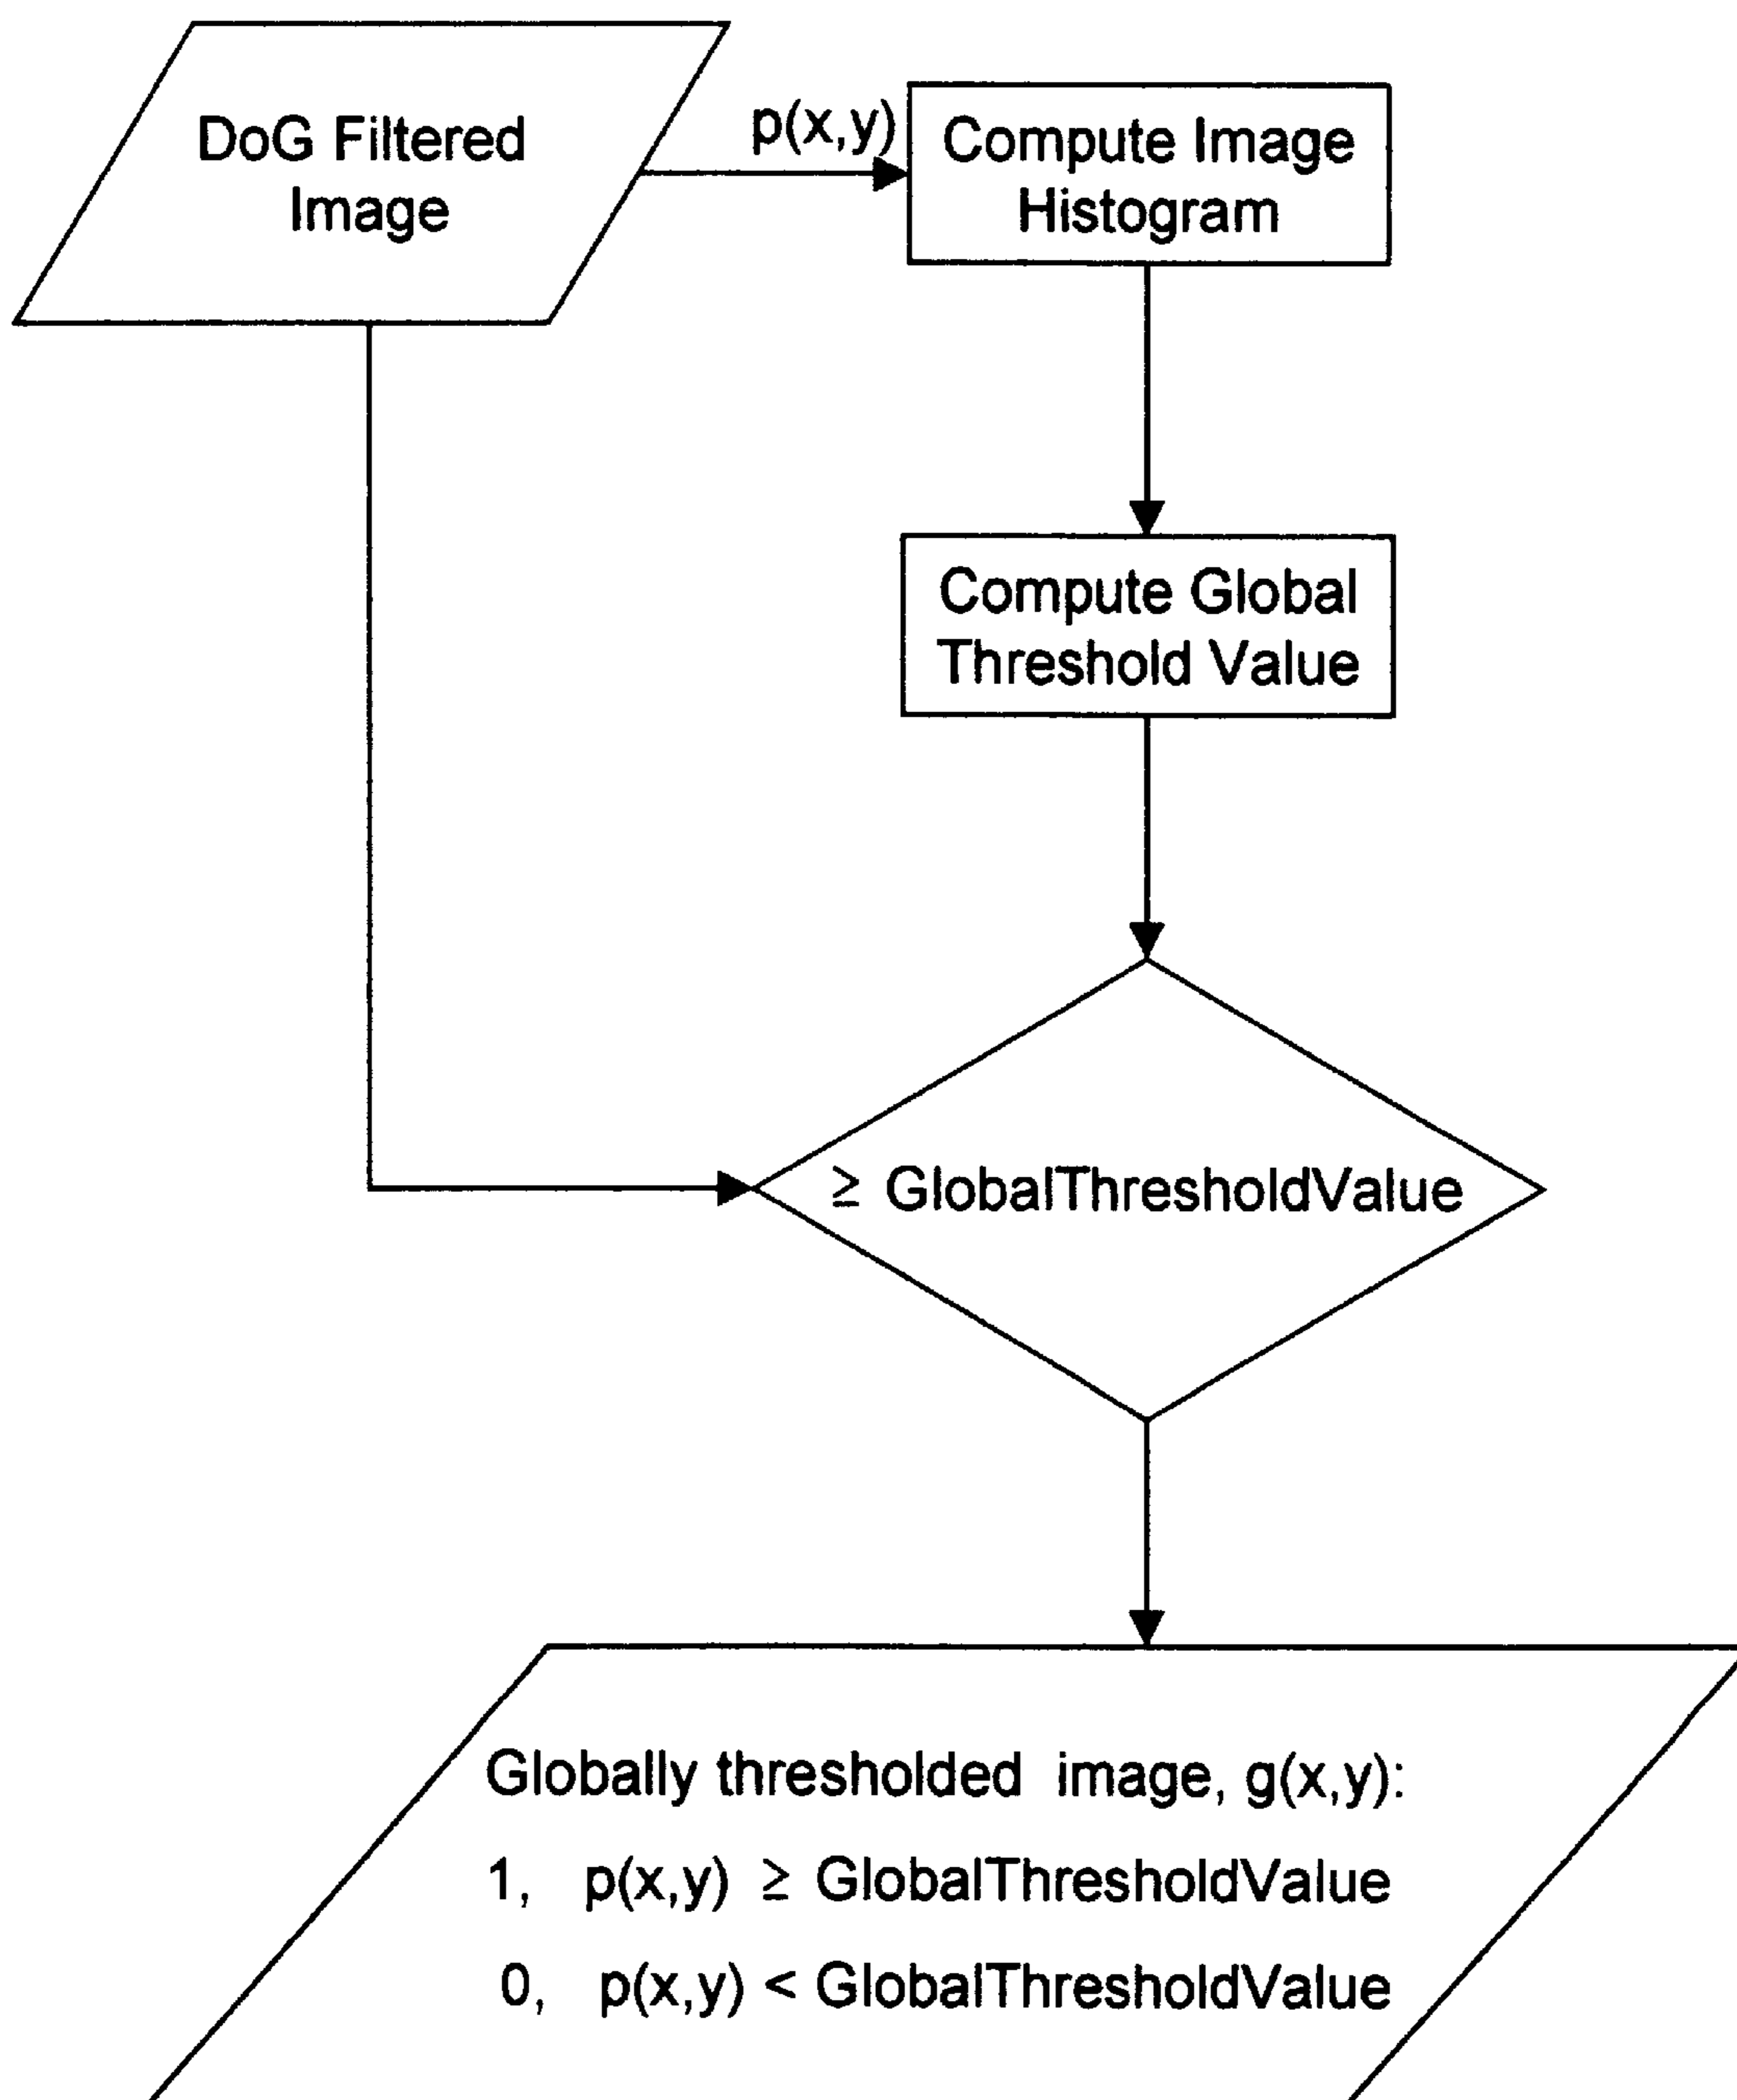 DoG Filtered
Image
p(x,y)
Compute Image
Histogram
Compute Global
Threshold Value
≥ GlobalThresholdValue
Globally thresholded image, g(x,y):
1, p(x,y) ≥ GlobalThresholdValue
0, p(x,y) < GlobalThresholdValue